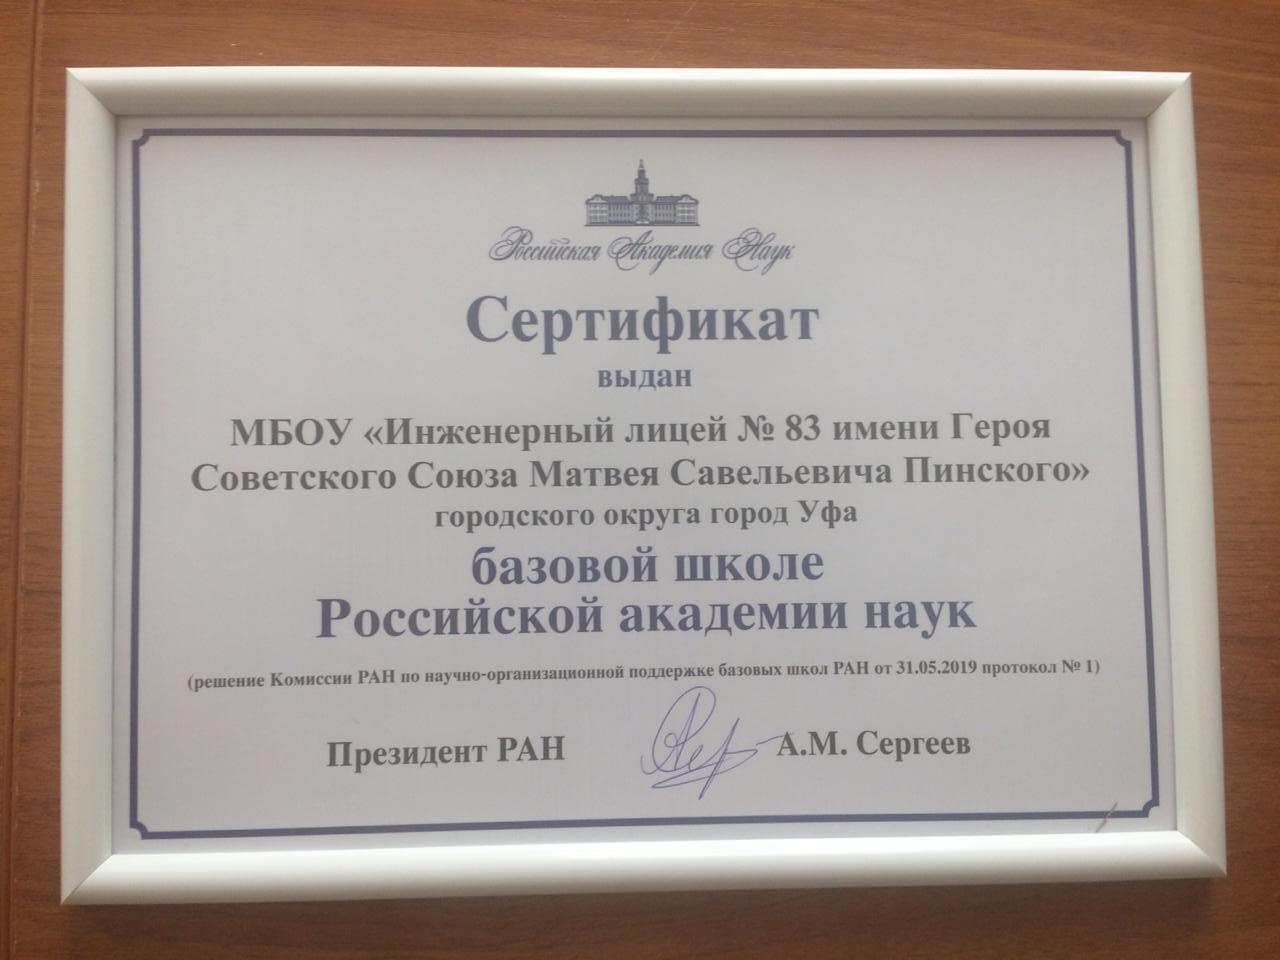 Российская Академия Наук
Сертификат
выдан
МБОУ «Инженерный лицей № 83 имени Героя
Советского Союза Матвея Савельевича Пинского»
городского округа город Уфа
базовой школе
Российской академии наук
(решение Комиссии РАН по научно-организационной поддержке базовых школ РАН от 31.05.2019 протокол № 1)
Президент РАН А.М. Сергеев